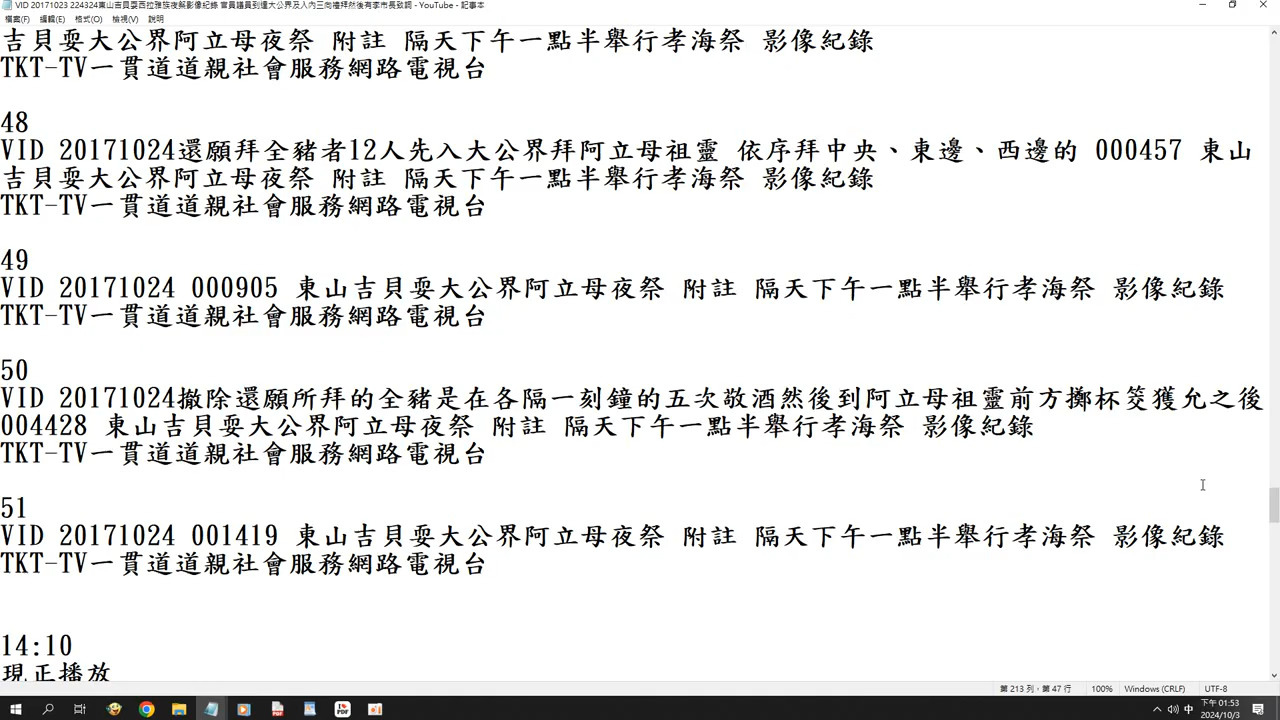 VID 20171023 224324東山吉貝耍西拉雅族夜祭影像紀錄 官員議員到達大公界及入內三向禮拜然後有李市長致詞 - YouTube - 記事本
檔案(F) 編輯(E) 格式(O) 檢視(V) 說明
吉貝耍大公界阿立母夜祭 附註 隔天下午一點半舉行孝海祭 影像紀錄
TKT-TV一貫道道親社會服務網路電視台
48
VID 20171024還願拜全豬者12人先入大公界拜阿立母祖靈 依序拜中央、東邊、西邊的 000457 東山
吉貝耍大公界阿立母夜祭 附註 隔天下午一點半舉行孝海祭 影像紀錄
TKT-TV一貫道道親社會服務網路電視台
49
VID 20171024 000905 東山吉貝耍大公界阿立母夜祭 附註 隔天下午一點半舉行孝海祭 影像紀錄
TKT-TV一貫道道親社會服務網路電視台
50
VID 20171024撤除還願所拜的全豬是在各隔一刻鐘的五次敬酒然後到阿立母祖靈前方擲杯筊獲允之後
004428 東山吉貝耍大公界阿立母夜祭 附註 隔天下午一點半舉行孝海祭 影像紀錄
TKT-TV一貫道道親社會服務網路電視台
51
VID 20171024 001419 東山吉貝耍大公界阿立母夜祭 附註 隔天下午一點半舉行孝海祭 影像紀錄
TKT-TV一貫道道親社會服務網路電視台
14:10
現正播放
第 213 列，第 47 行 100% Windows (CRLF) UTF-8
中 下午 01:53
2024/10/3